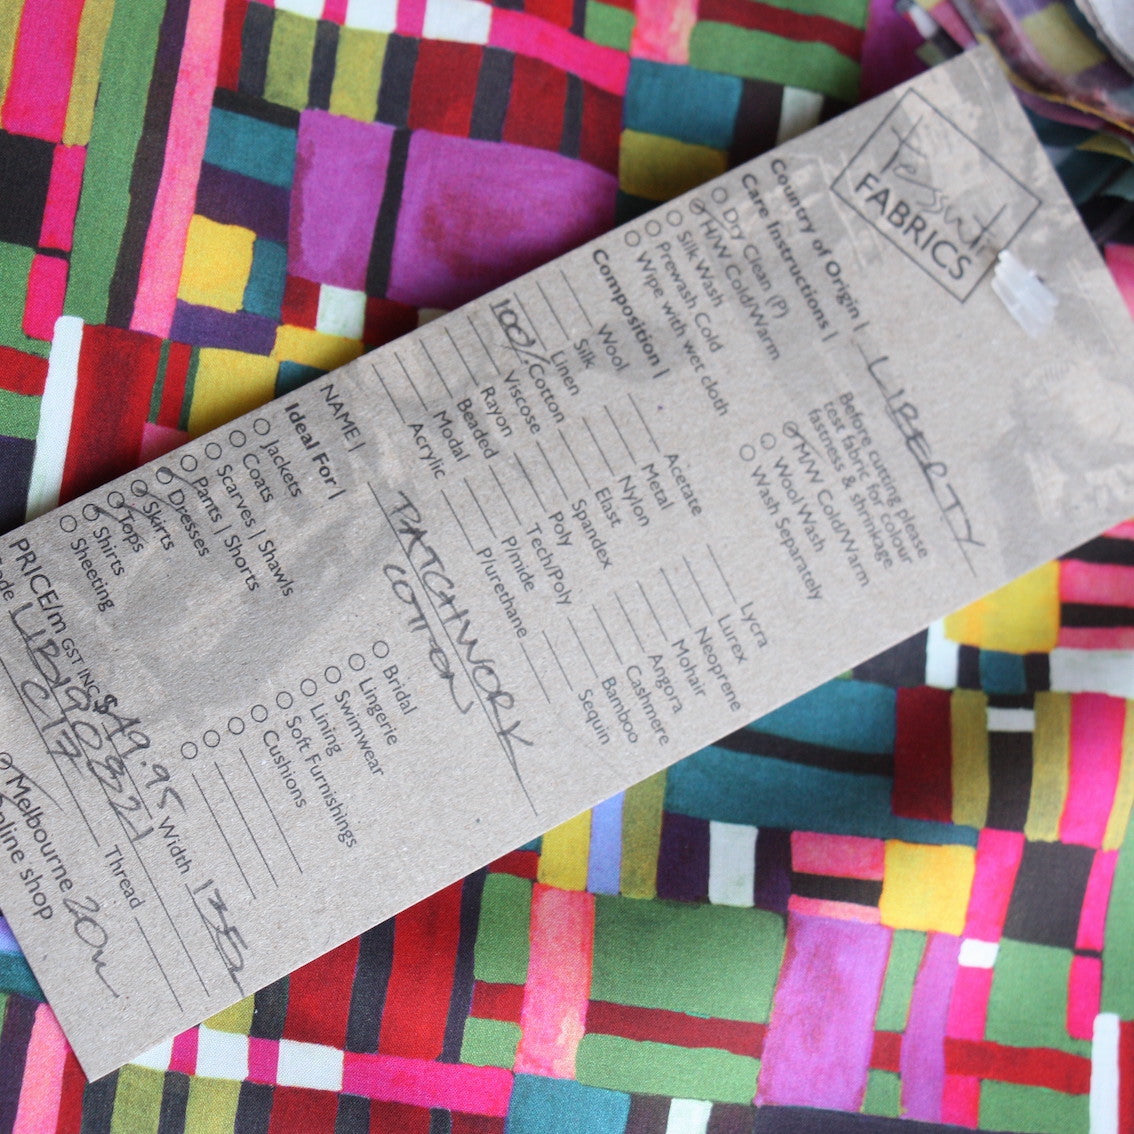 Tessuti
FABRICS
Country of Origin | LIBERTY
Care Instructions |
Dry Clean (P)
H/W Cold/Warm
Silk Wash
Prewash Cold
Wipe with wet cloth
Before cutting please
test fabric for colour
fastness & shrinkage
M/W Cold/Warm
Wool Wash
Wash Separately
Composition |
Wool
Silk
Linen
100% Cotton
Viscose
Rayon
Beaded
Modal
Acrylic
Acetate
Metal
Nylon
Elast
Spandex
Poly
Tech/Poly
P/mide
P/urethane
Lycra
Lurex
Neoprene
Mohair
Angora
Cashmere
Bamboo
Sequin
NAME | PATCHWORK
COTTON
Ideal For |
Jackets
Coats
Scarves | Shawls
Dresses
Pants | Shorts
Skirts
Tops
Shirts
Sheeting
Bridal
Lingerie
Swimwear
Lining
Soft Furnishings
Cushions
PRICE/m GST INC $49.95 Width 135
C17
Thread
Melbourne 20m
nline shop